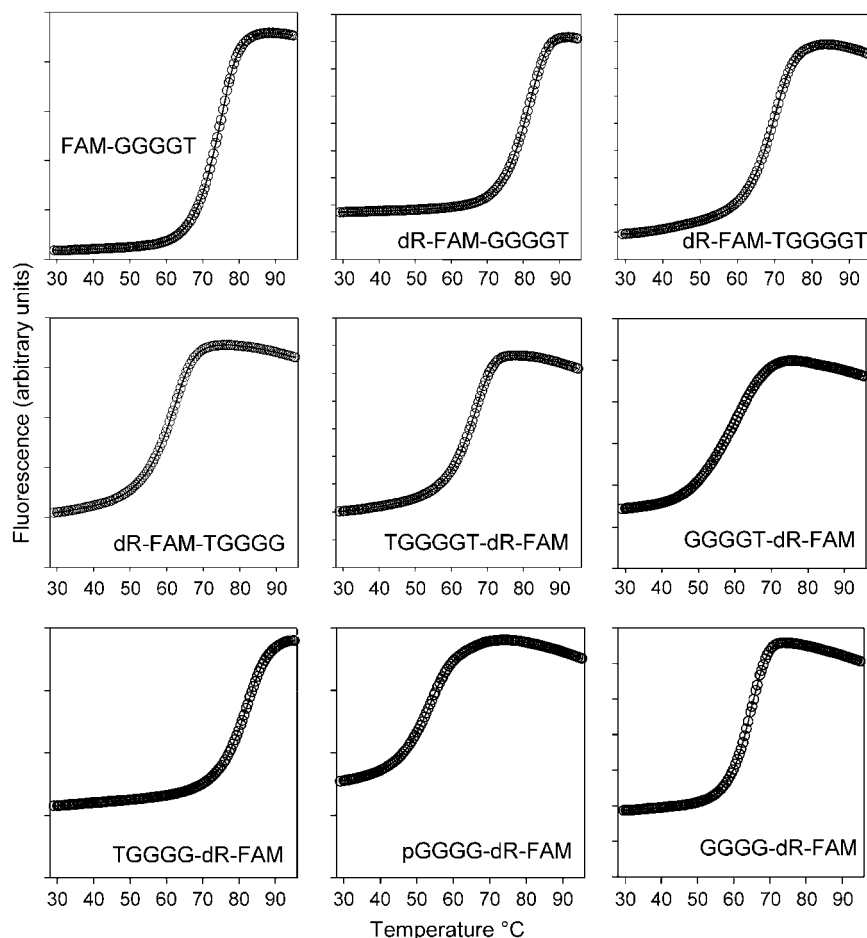 FAM-GGGGT
30 40 50 60 70 80 90
dR-FAM-GGGGT
30 40 50 60 70 80 90
dR-FAM-TGGGGT
30 40 50 60 70 80 90
Fluorescence (arbitrary units)
dR-FAM-TGGGG
30 40 50 60 70 80 90
TGGGGT-dR-FAM
30 40 50 60 70 80 90
GGGGT-dR-FAM
30 40 50 60 70 80 90
TGGGG-dR-FAM
30 40 50 60 70 80 90
pGGGG-dR-FAM
30 40 50 60 70 80 90
GGGG-dR-FAM
30 40 50 60 70 80 90
Temperature °C